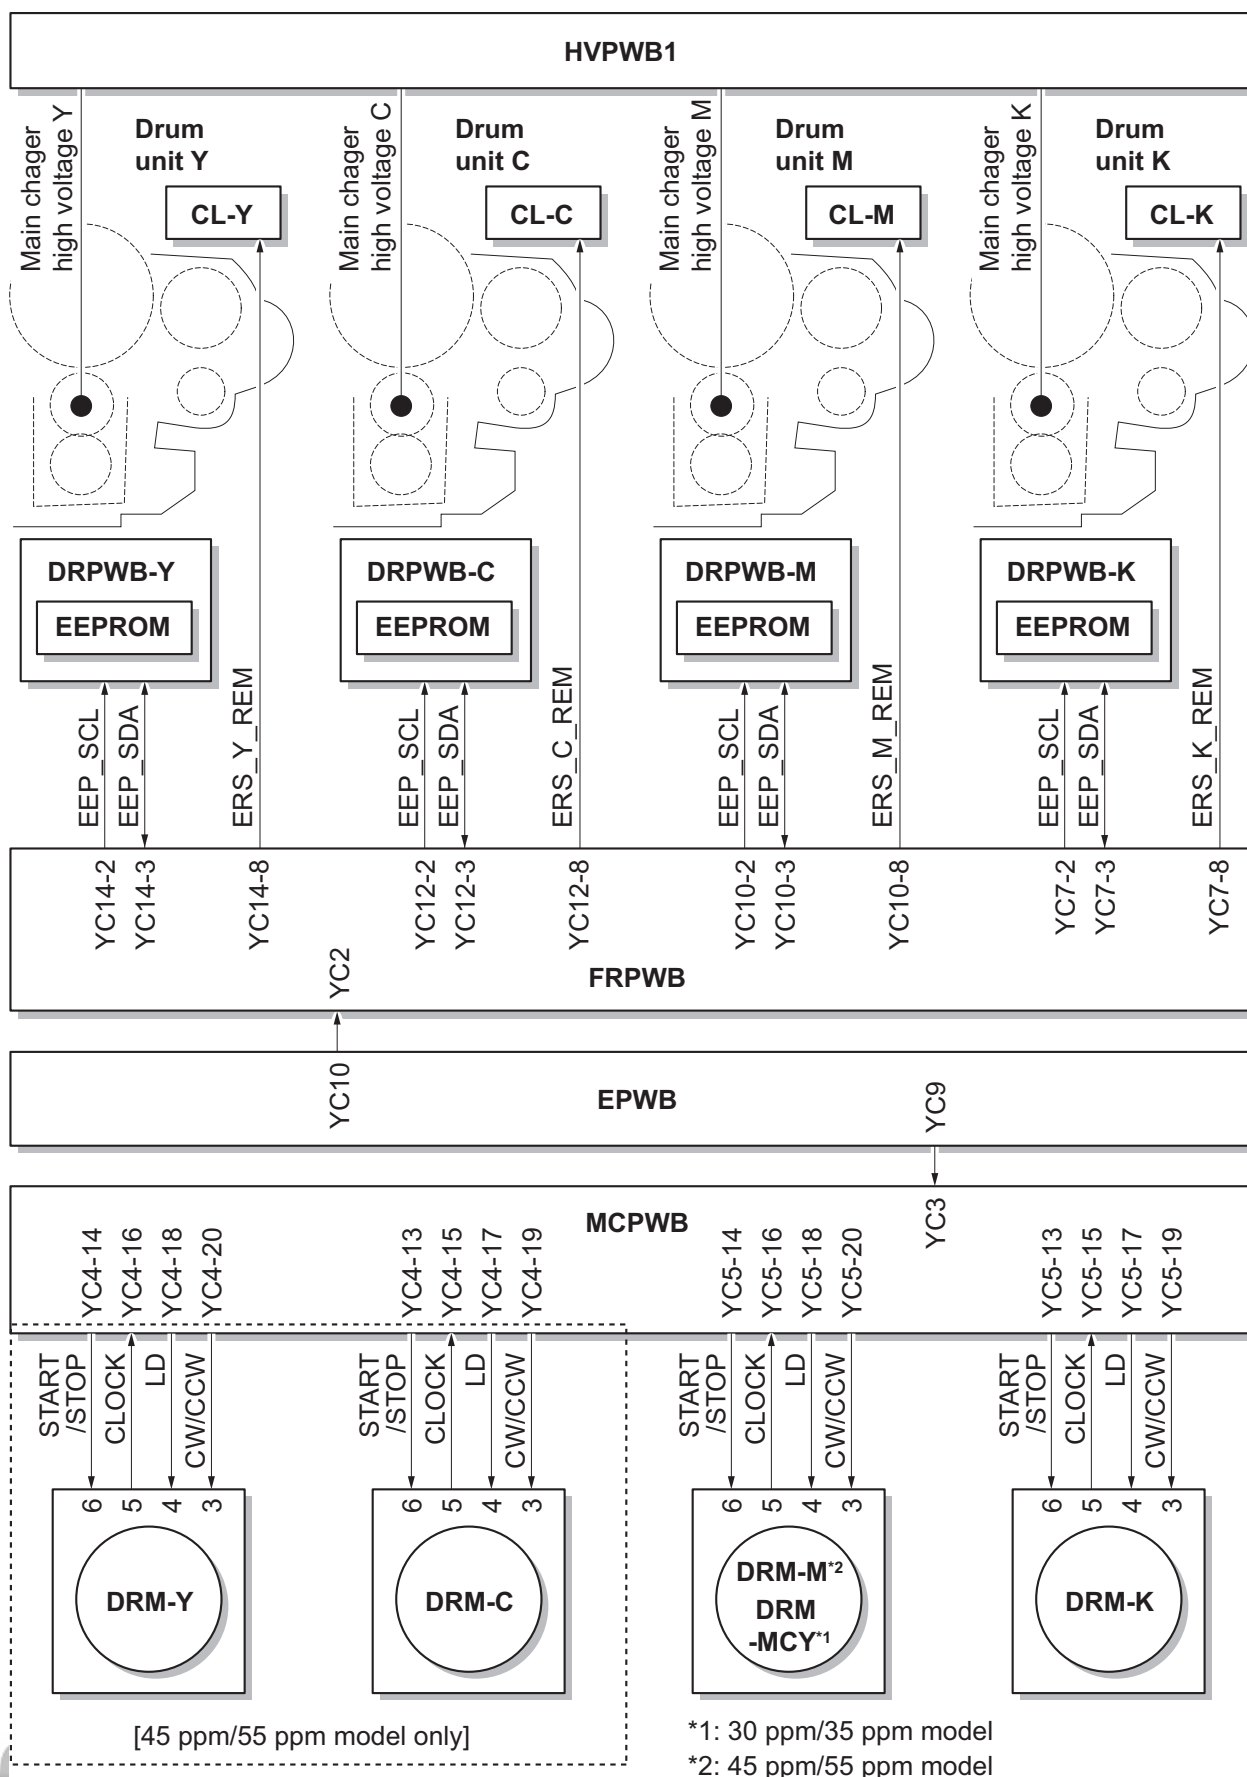 HVPWB1
Main chager
high voltage Y
Drum
unit Y
CL-Y
Main chager
high voltage C
Drum
unit C
CL-C
Main chager
high voltage M
Drum
unit M
CL-M
Main chager
high voltage K
Drum
unit K
CL-K
DRPWB-Y
EEPROM
DRPWB-C
EEPROM
DRPWB-M
EEPROM
DRPWB-K
EEPROM
EEP_SCL
EEP_SDA
ERS_Y_REM
EEP_SCL
EEP_SDA
ERS_C_REM
EEP_SCL
EEP_SDA
ERS_M_REM
EEP_SCL
EEP_SDA
ERS_K_REM
YC14-2
YC14-3
YC14-8
YC12-2
YC12-3
YC12-8
YC10-2
YC10-3
YC10-8
YC7-2
YC7-3
YC7-8
YC2
FRPWB
YC10
EPWB
YC9
MCPWB
YC3
YC4-14
YC4-16
YC4-18
YC4-20
YC4-13
YC4-15
YC4-17
YC4-19
YC5-14
YC5-16
YC5-18
YC5-20
YC5-13
YC5-15
YC5-17
YC5-19
START
/STOP
CLOCK
LD
CW/CCW
START
/STOP
CLOCK
LD
CW/CCW
START
/STOP
CLOCK
LD
CW/CCW
START
/STOP
CLOCK
LD
CW/CCW
6
5
4
3
6
5
4
3
6
5
4
3
6
5
4
3
DRM-Y
DRM-C
DRM-M*2
DRM
-MCY*1
DRM-K
[45 ppm/55 ppm model only]
*1: 30 ppm/35 ppm model
*2: 45 ppm/55 ppm model